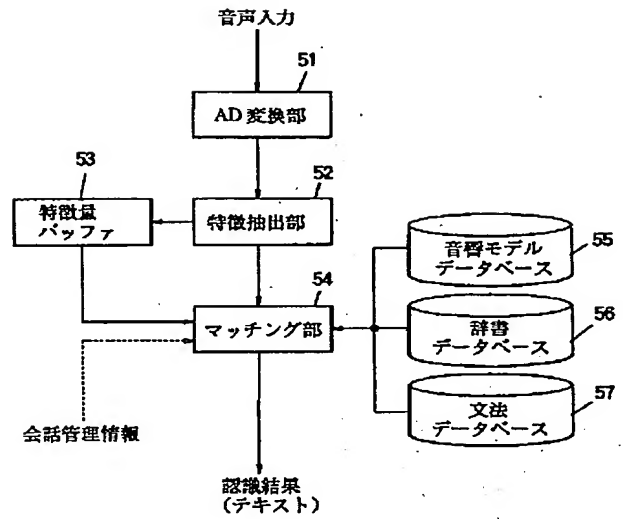 音声入力
51
AD変換部
53
52
特徴量
バッファ
特徴抽出部
54
マッチング部
音響モデル
データベース
55
辞書
データベース
56
文法
データベース
57
会話管理情報
認識結果
(テキスト)